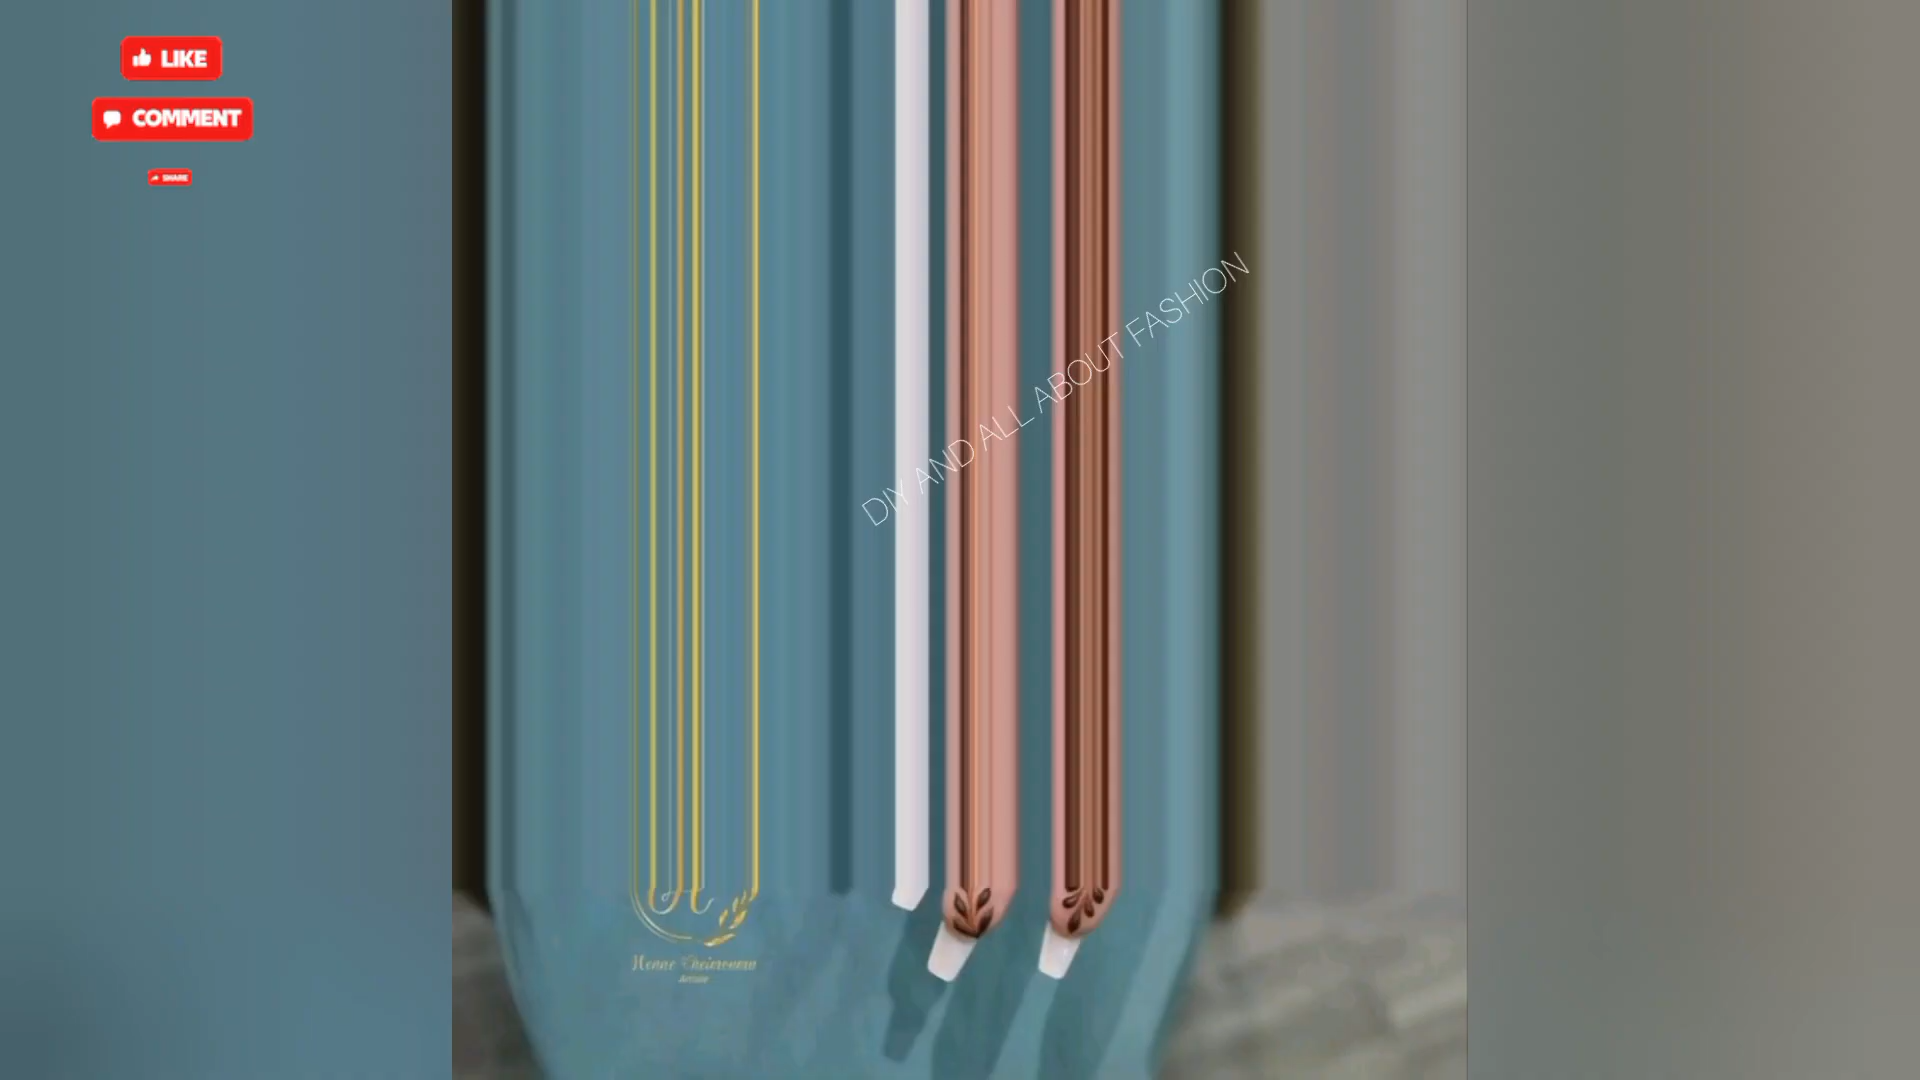 LIKE
COMMENT
SHARE
DIY AND ALL ABOUT FASHION